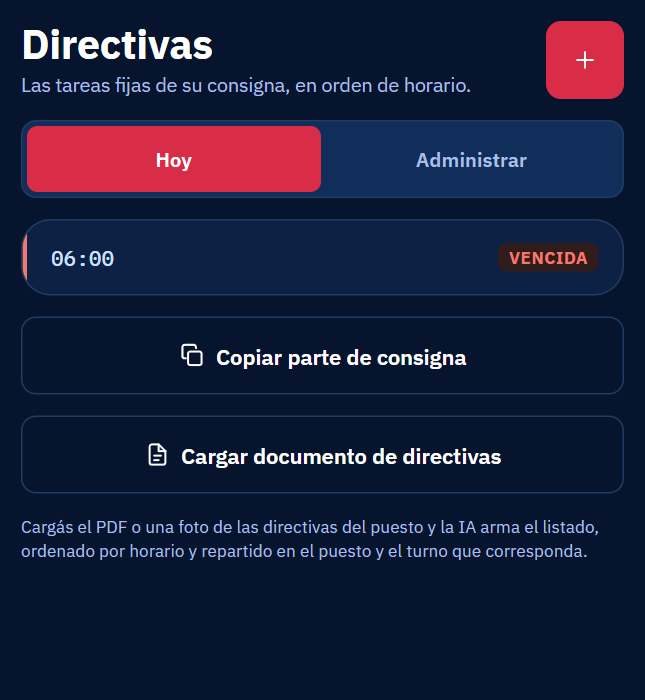 Directivas
Las tareas fijas de su consigna, en orden de horario.
+
Hoy
Administrar
06:00
VENCIDA
Copiar parte de consigna
Cargar documento de directivas
Cargás el PDF o una foto de las directivas del puesto y la IA arma el listado,
ordenado por horario y repartido en el puesto y el turno que corresponda.